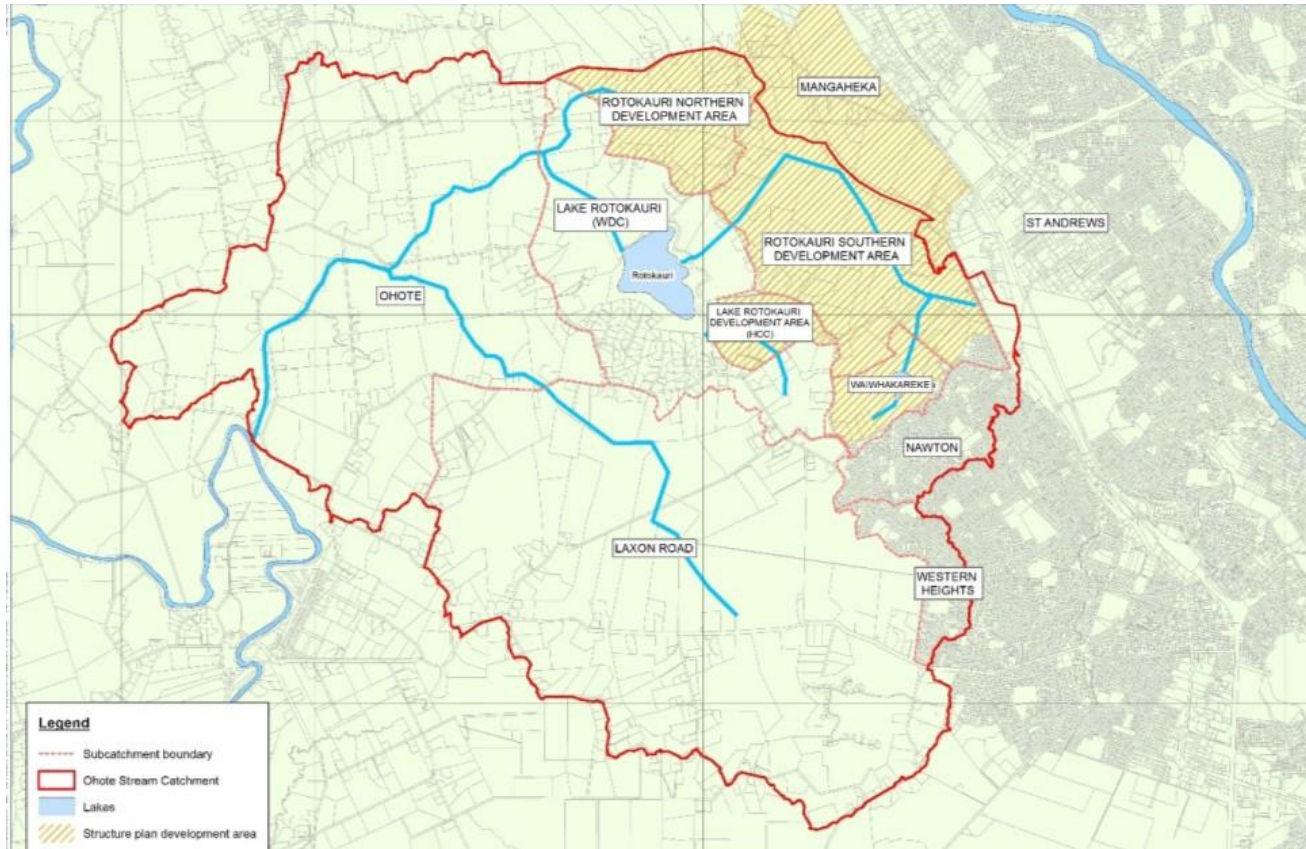 MANGAHEKA
ROTOKAURI NORTHERN
DEVELOPMENT AREA
LAKE ROTOKAURI
(WDC)
ST ANDREWS
ROTOKAURI SOUTHERN
DEVELOPMENT AREA
Rotokauri
OHOTE
LAKE ROTOKAURI
DEVELOPMENT AREA
(HCC)
WAIWHAKAREKE
NAWTON
LAXON ROAD
WESTERN
HEIGHTS
Legend
Subcatchment boundary
Ohote Stream Catchment
Lakes
Structure plan development area